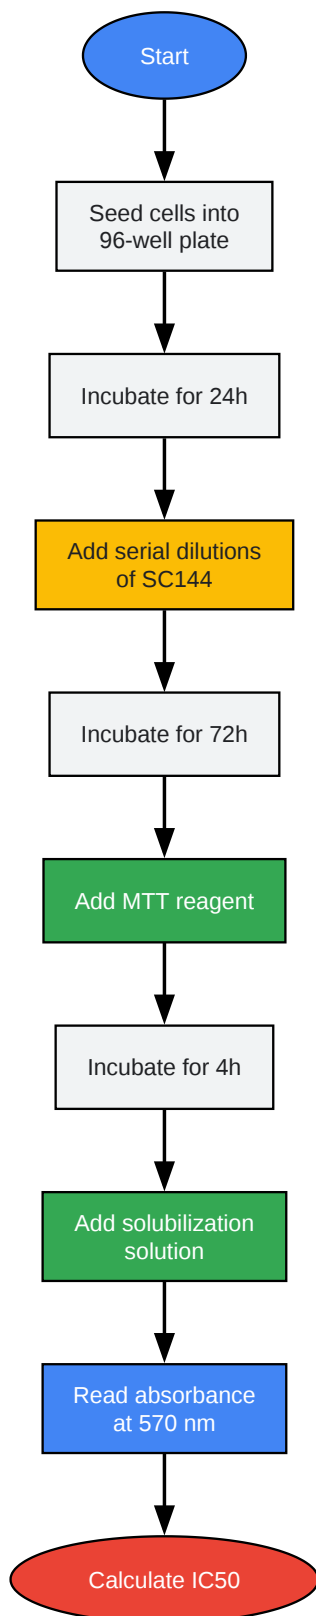 Start
Seed cells into
96-well plate
Incubate for 24h
Add serial dilutions
of SC144
Incubate for 72h
Add MTT reagent
Incubate for 4h
Add solubilization
solution
Read absorbance
at 570 nm
Calculate IC50